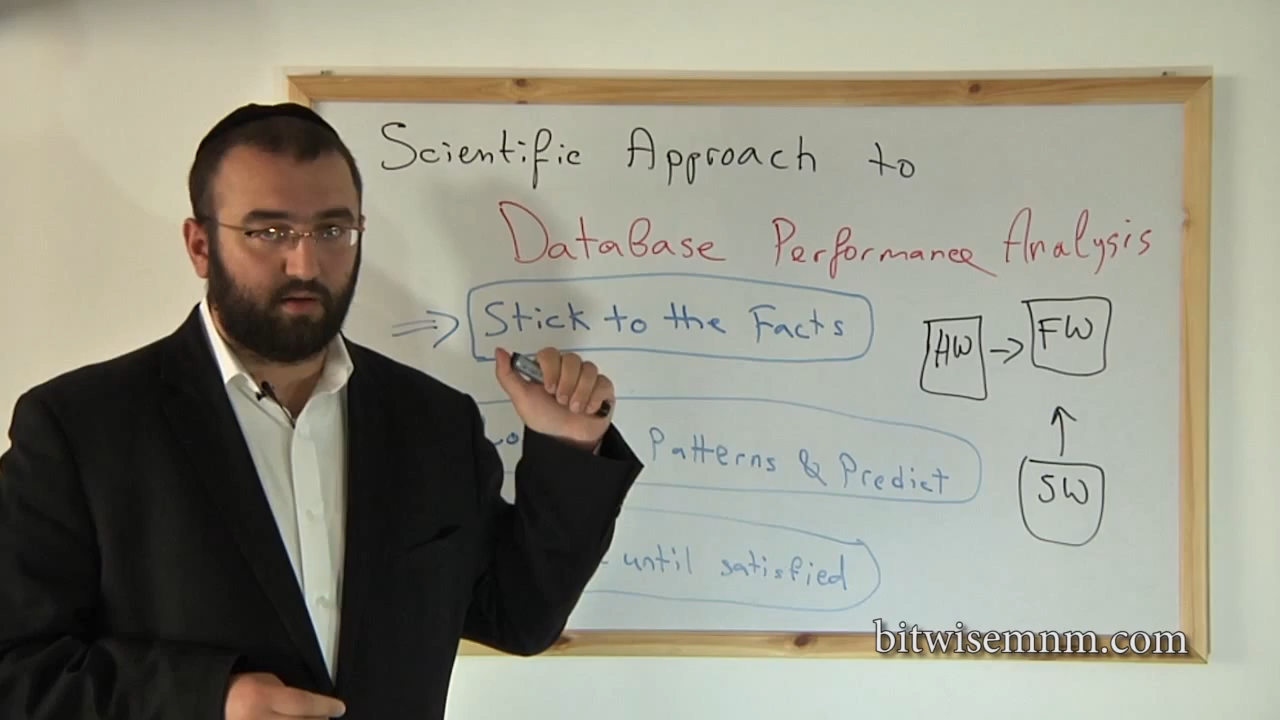 Scientific Approach to
Database Performance Analysis
⇒ Stick to the Facts
HW → FW
Patterns & Predict
↑
SW
until satisfied
bitwisemnm.com